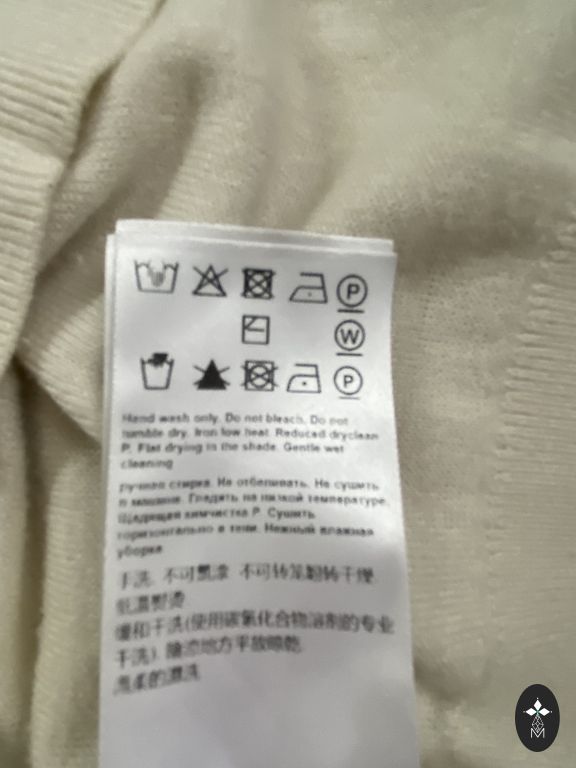 P
W
P
Hand wash only. Do not bleach. Do not
tumble dry. Iron low heat. Reduced dryclean
P. Flat drying in the shade. Gentle wet
cleaning
ручная стирка. Не отбеливать. Не сушить
в машине. Гладить на низкой температуре.
Щадящая химчистка P. Сушить
горизонтально в тени. Нежный влажная
уборка
手洗. 不可氯漂 不可转笼翻转干燥.
低温熨烫
缓和干洗(使用碳氢化合物溶剂的专业
干洗). 阴凉地方平放晾乾.
温柔的濕洗
M